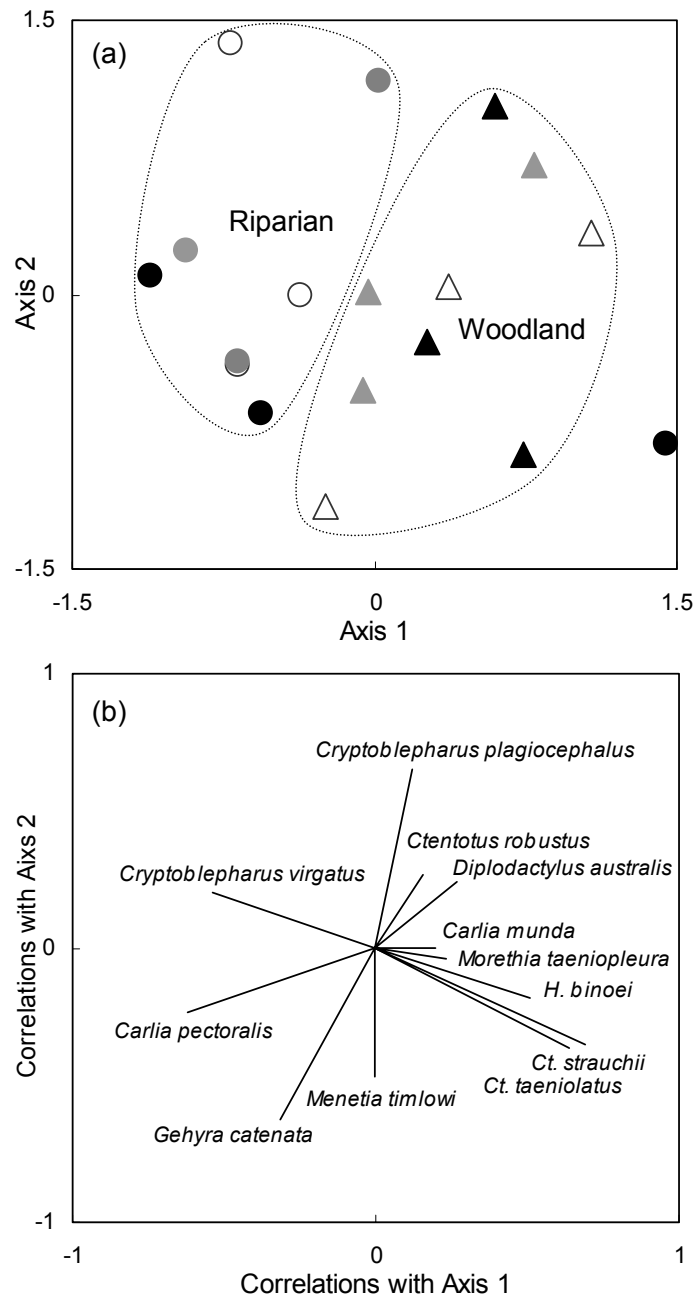 1.5
(a)
Riparian
Axis 2
0
Woodland
-1.5
-1.5
0
1.5
Axis 1
1
(b)
Cryptoblepharus plagiocephalus
Correlations with Aixs 2
Ctentotus robustus
Diplodactylus australis
Cryptoblepharus virgatus
Carlia munda
0
Morethia taeniopleura
H. binoei
Carlia pectoralis
Ct. strauchii
Ct. taeniolatus
Menetia timlowi
Gehyra catenata
-1
-1
0
1
Correlations with Axis 1